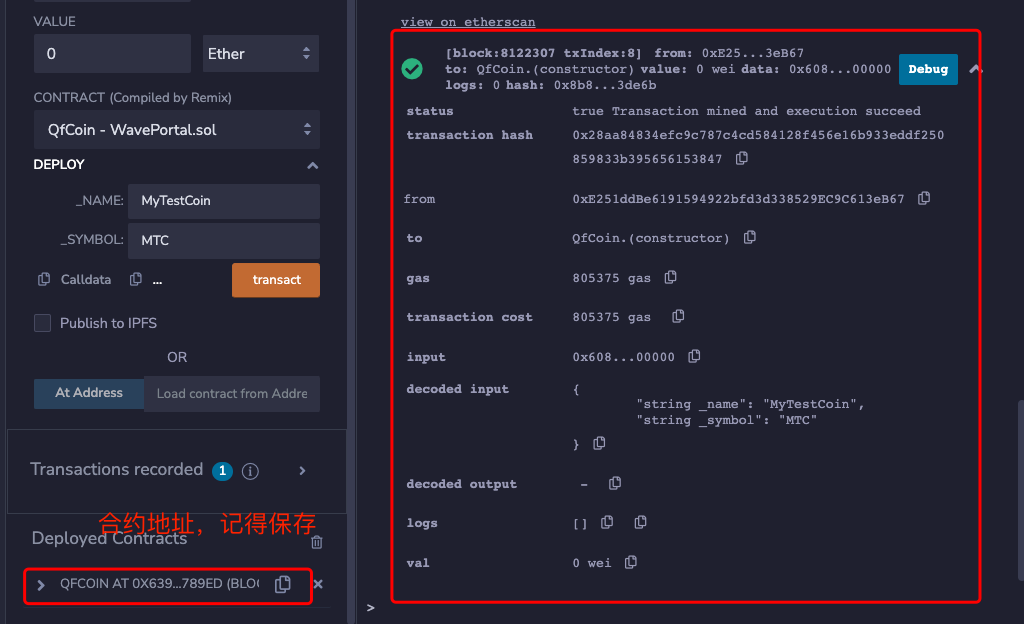 VALUE
0
Ether
CONTRACT (Compiled by Remix)
QfCoin - WavePortal.sol
DEPLOY
_NAME:
MyTestCoin
_SYMBOL:
MTC
Calldata
...
transact
Publish to IPFS
OR
At Address
Load contract from Addre
Transactions recorded 1
合约地址，记得保存
Deployed Contracts
QFCOIN AT 0X639...789ED (BLOC
view on etherscan
[block:8122307 txIndex:8] from: 0xE25...3eB67
to: QfCoin.(constructor) value: 0 wei data: 0x608...00000
logs: 0 hash: 0x8b8...3de6b
Debug
status true Transaction mined and execution succeed
transaction hash 0x28aa84834efc9c787c4cd584128f456e16b933eddf250
859833b395656153847
from 0xE251ddBe6191594922bfd3d338529EC9C613eB67
to QfCoin.(constructor)
gas 805375 gas
transaction cost 805375 gas
input 0x608...00000
decoded input {
"string _name": "MyTestCoin",
"string _symbol": "MTC"
}
decoded output -
logs []
val 0 wei
>